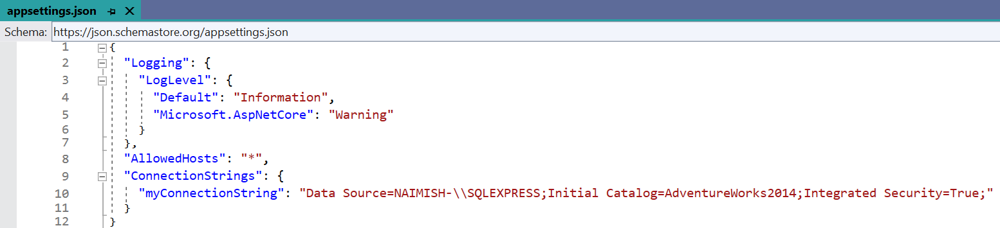 appsettings.json
Schema: https://json.schemastore.org/appsettings.json
1 {
2 "Logging": {
3 "LogLevel": {
4 "Default": "Information",
5 "Microsoft.AspNetCore": "Warning"
6 }
7 },
8 "AllowedHosts": "*",
9 "ConnectionStrings": {
10 "myConnectionString": "Data Source=NAIMISH-\\SQLEXPRESS;Initial Catalog=AdventureWorks2014;Integrated Security=True;"
11 }
12 }